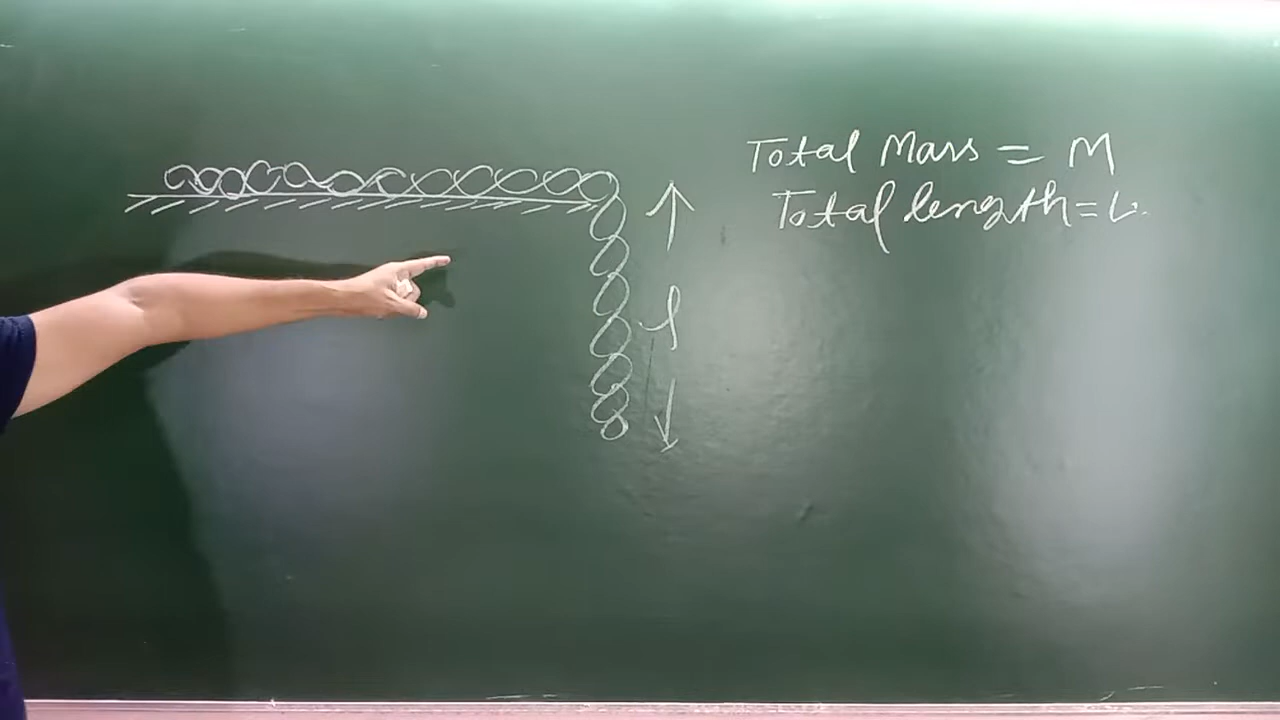 Total Mass = M
Total length = L.
l